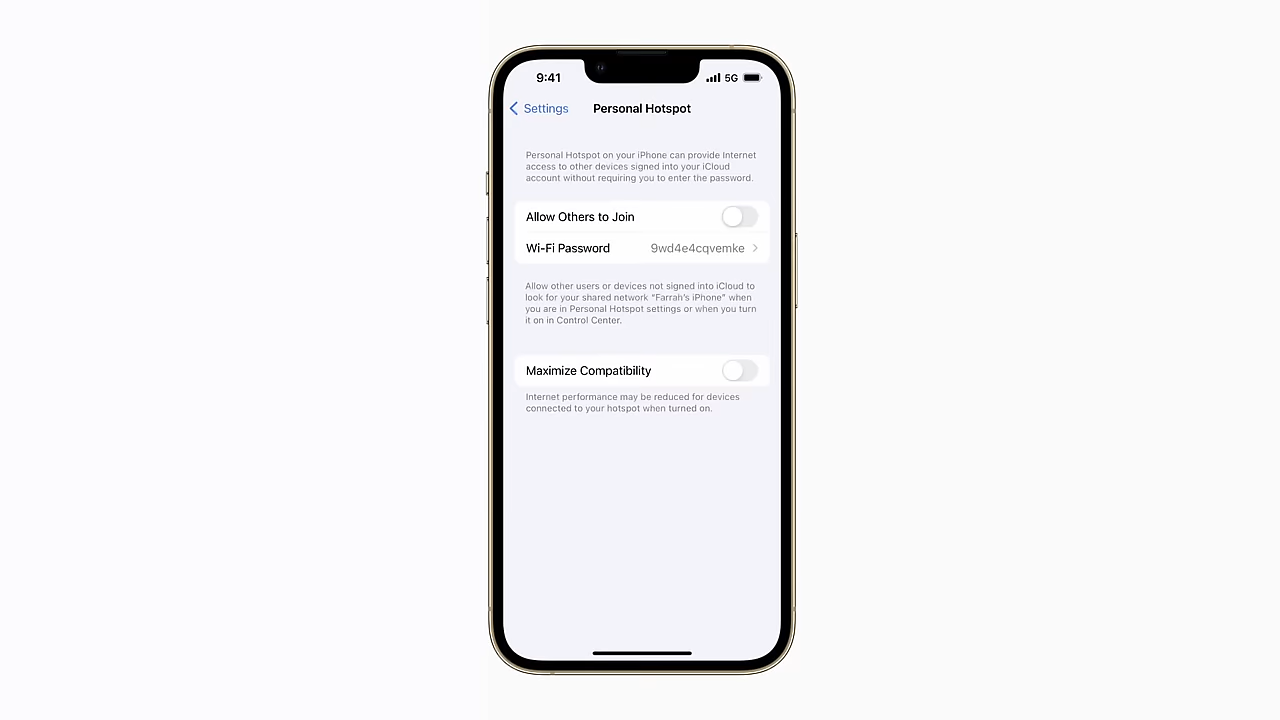 9:41 5G
Settings Personal Hotspot
Personal Hotspot on your iPhone can provide Internet
access to other devices signed into your iCloud
account without requiring you to enter the password.
Allow Others to Join
Wi-Fi Password 9wd4e4cqvemke
Allow other users or devices not signed into iCloud to
look for your shared network “Farrah’s iPhone” when
you are in Personal Hotspot settings or when you turn
it on in Control Center.
Maximize Compatibility
Internet performance may be reduced for devices
connected to your hotspot when turned on.